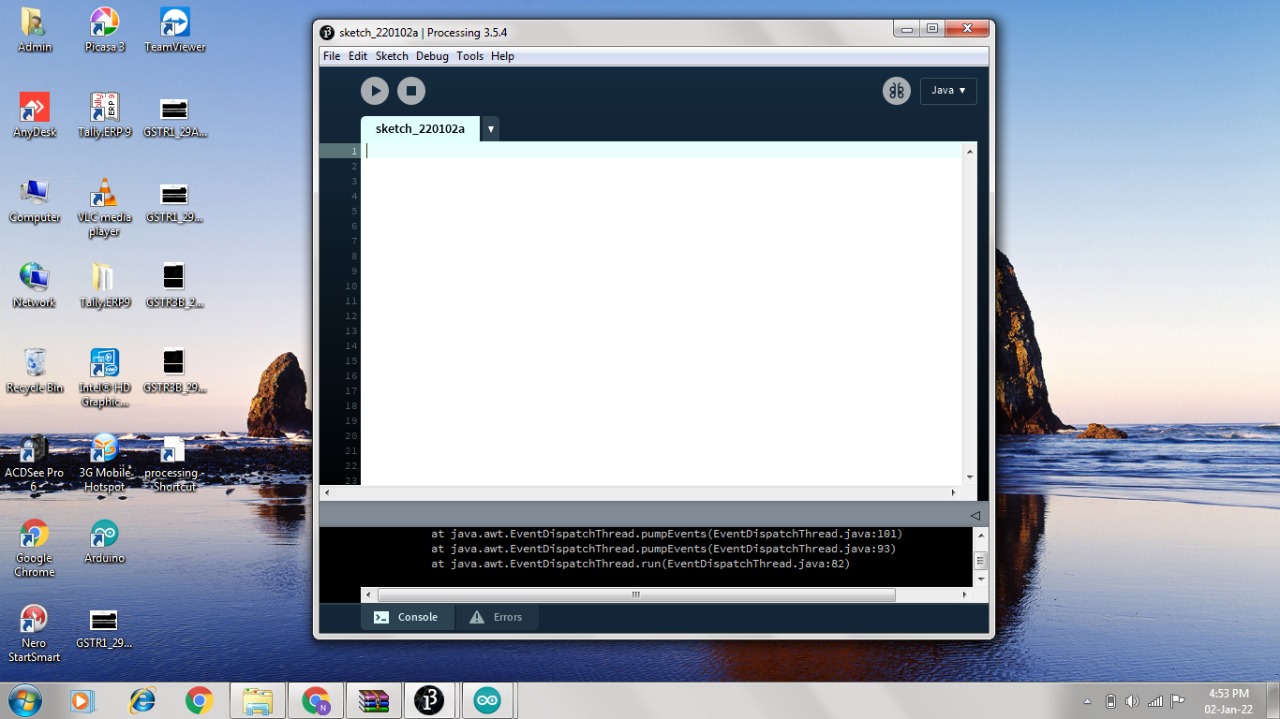 Admin
Picasa 3
TeamViewer
AnyDesk
Tally.ERP 9
GSTR1_29A...
Computer
VLC media
player
GSTR1_29...
Network
Tally.ERP9
GSTR3B_2...
Recycle Bin
Intel® HD
Graphic...
GSTR3B_29...
ACDSee Pro
6
3G Mobile
Hotspot
processing -
Shortcut
Google
Chrome
Arduino
Nero
StartSmart
GSTR1_29...
sketch_220102a | Processing 3.5.4
File Edit Sketch Debug Tools Help
Java ▾
sketch_220102a ▾
1
2
3
4
5
6
7
8
9
10
11
12
13
14
15
16
17
18
19
20
21
22
23
at java.awt.EventDispatchThread.pumpEvents(EventDispatchThread.java:101)
at java.awt.EventDispatchThread.pumpEvents(EventDispatchThread.java:93)
at java.awt.EventDispatchThread.run(EventDispatchThread.java:82)
Console Errors
N
4:53 PM
02-Jan-22